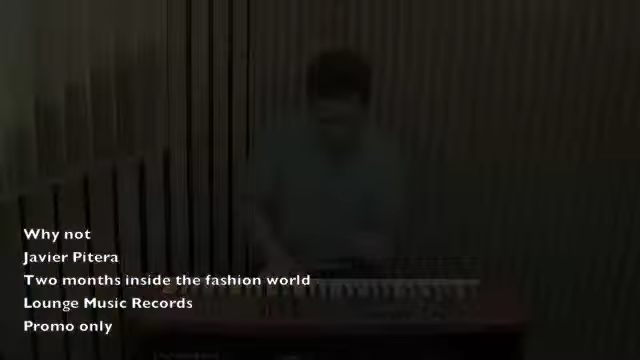 Why not
Javier Pitera
Two months inside the fashion world
Lounge Music Records
Promo only